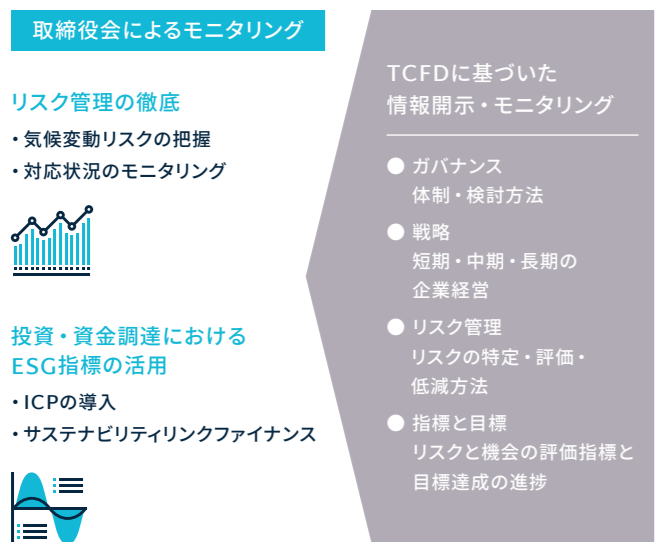 取締役会によるモニタリング
リスク管理の徹底
・気候変動リスクの把握
・対応状況のモニタリング
投資・資金調達における
ESG指標の活用
・ICPの導入
・サステナビリティリンクファイナンス
TCFDに基づいた
情報開示・モニタリング
● ガバナンス
体制・検討方法
● 戦略
短期・中期・長期の
企業経営
● リスク管理
リスクの特定・評価・
低減方法
● 指標と目標
リスクと機会の評価指標と
目標達成の進捗